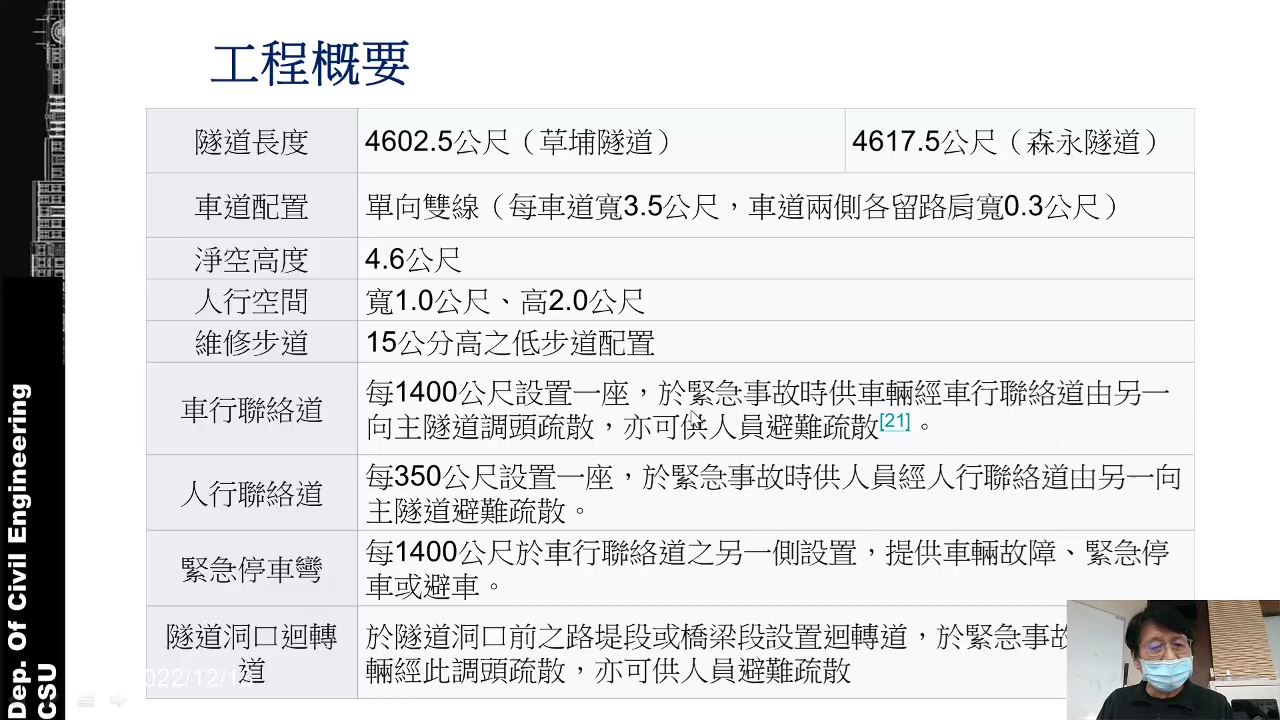 工程概要
隧道長度
4602.5公尺（草埔隧道）
4617.5公尺（森永隧道）
車道配置
單向雙線（每車道寬3.5公尺，車道兩側各留路肩寬0.3公尺）
淨空高度
4.6公尺
人行空間
寬1.0公尺、高2.0公尺
維修步道
15公分高之低步道配置
車行聯絡道
每1400公尺設置一座，於緊急事故時供車輛經車行聯絡道由另一
向主隧道調頭疏散，亦可供人員避難疏散[21]。
人行聯絡道
每350公尺設置一座，於緊急事故時供人員經人行聯絡道由另一向
主隧道避難疏散。
緊急停車彎
每1400公尺於車行聯絡道之另一側設置，提供車輛故障、緊急停
車或避車。
隧道洞口迴轉
道
於隧道洞口前之路堤段或橋梁段設置迴轉道，於緊急事
輛經此調頭疏散，亦可供人員避難疏散
Dep. Of Civil Engineering
CSU